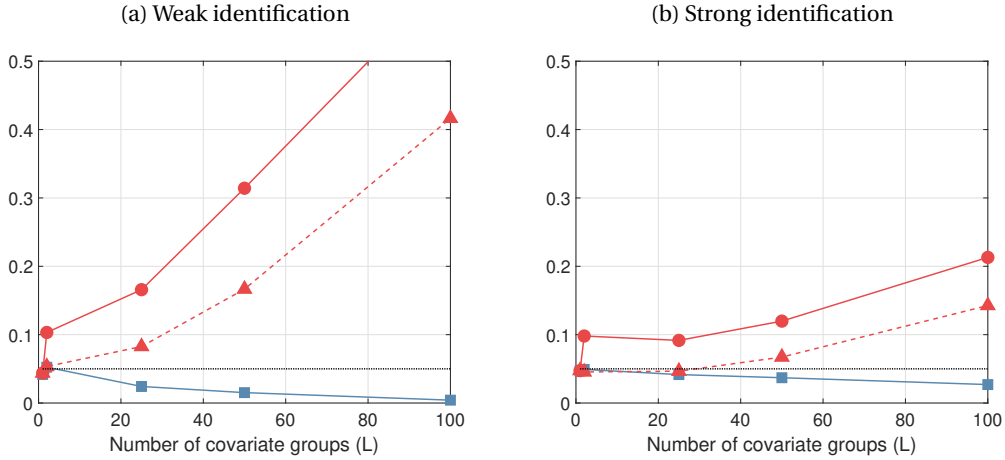 (a) Weak identification
0.5
0.4
0.3
0.2
0.1
0
0 20 40 60 80 100
Number of covariate groups (L)
(b) Strong identification
0.5
0.4
0.3
0.2
0.1
0
0 20 40 60 80 100
Number of covariate groups (L)